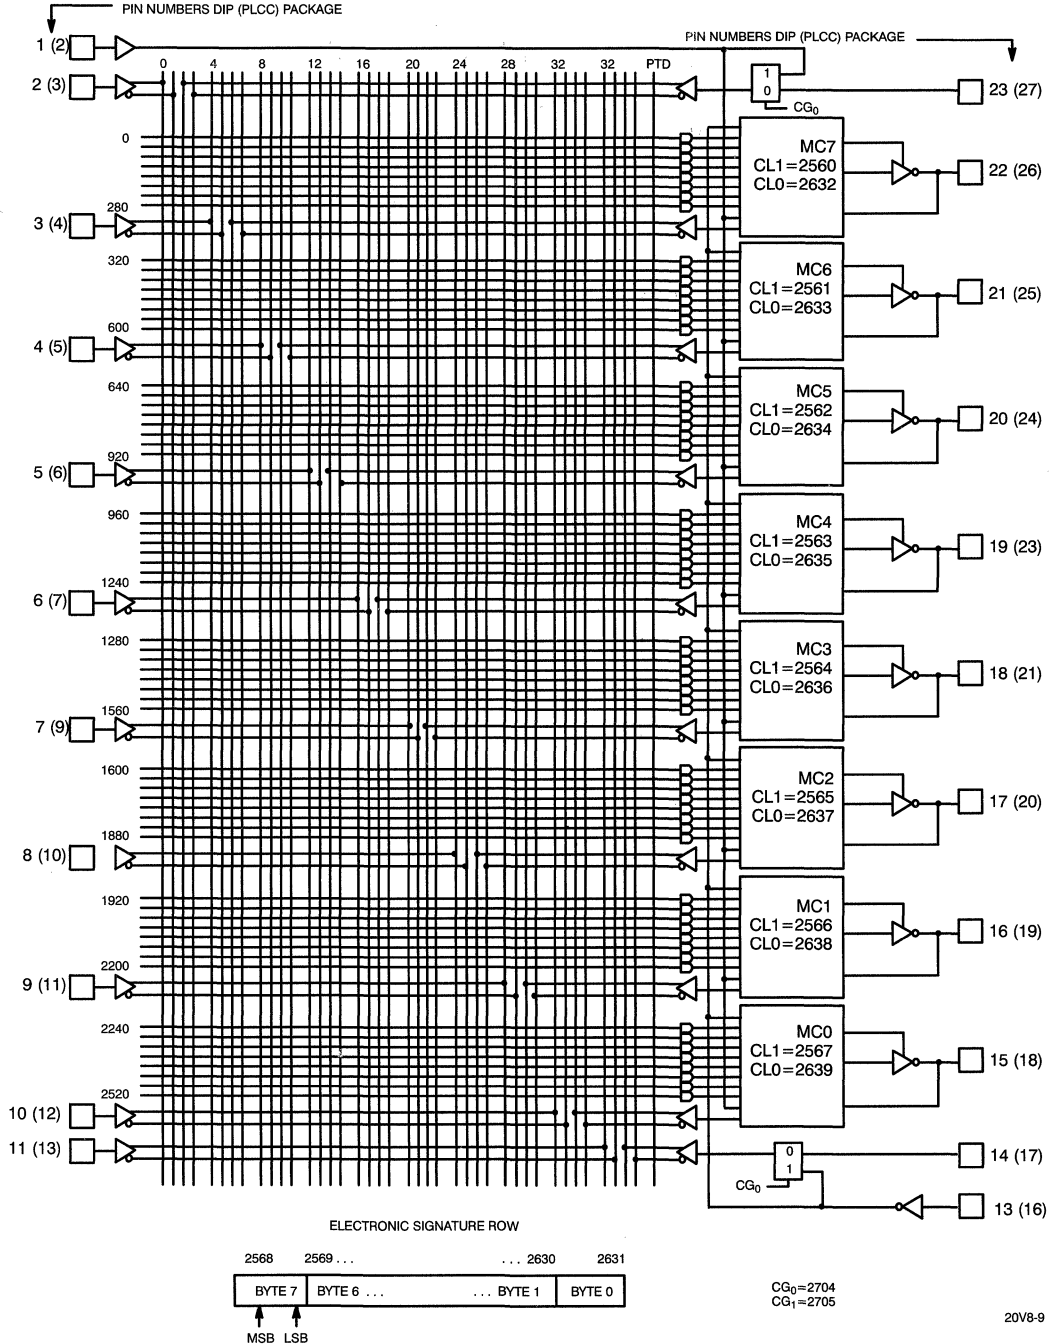 PIN NUMBERS DIP (PLCC) PACKAGE
PIN NUMBERS DIP (PLCC) PACKAGE
1 (2)
0 4 8 12 16 20 24 28 32 32 PTD
2 (3)
1
0
CG0
23 (27)
0
MC7
CL1=2560
CL0=2632
22 (26)
280
3 (4)
320
MC6
CL1=2561
CL0=2633
21 (25)
600
4 (5)
640
MC5
CL1=2562
CL0=2634
20 (24)
920
5 (6)
960
MC4
CL1=2563
CL0=2635
19 (23)
1240
6 (7)
1280
MC3
CL1=2564
CL0=2636
18 (21)
1560
7 (9)
1600
MC2
CL1=2565
CL0=2637
17 (20)
1880
8 (10)
1920
MC1
CL1=2566
CL0=2638
16 (19)
2200
9 (11)
2240
MC0
CL1=2567
CL0=2639
15 (18)
2520
10 (12)
11 (13)
0
1
CG0
14 (17)
13 (16)
ELECTRONIC SIGNATURE ROW
2568 2569 . . . . . . 2630 2631
BYTE 7 BYTE 6 . . . . . . BYTE 1 BYTE 0
MSB LSB
CG0=2704
CG1=2705
20V8-9